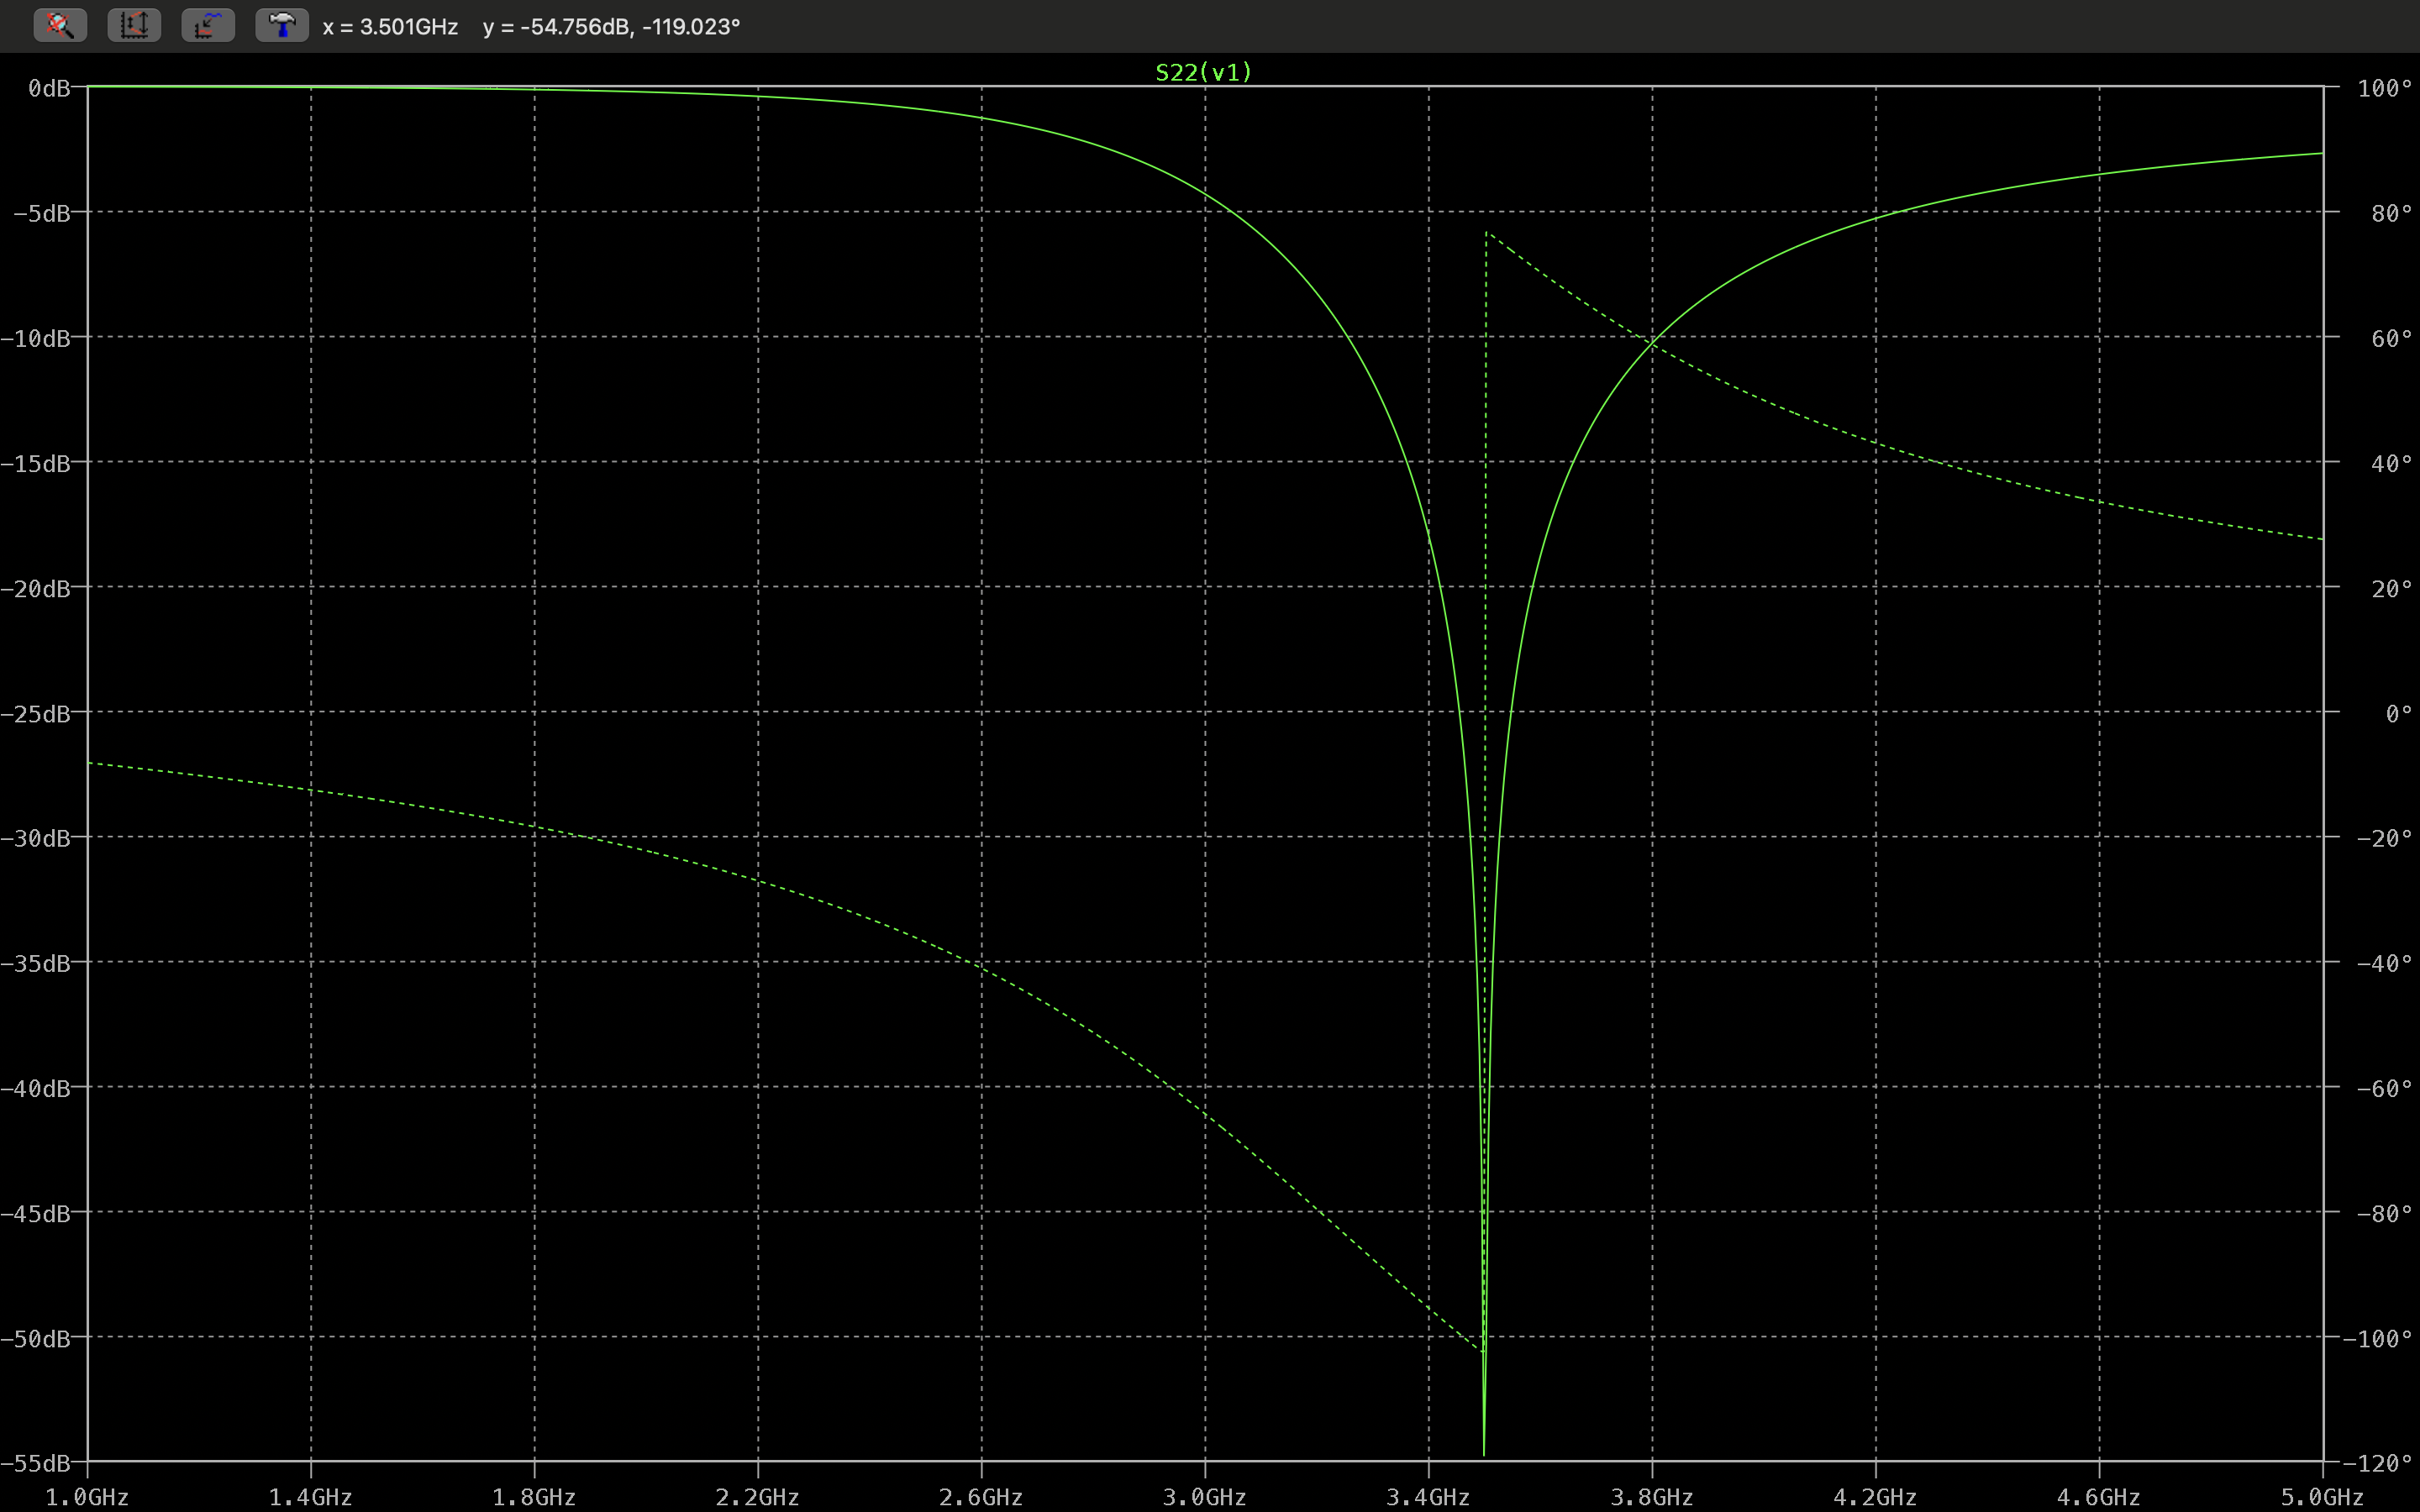 x = 3.501GHz y = -54.756dB, -119.023°
S22(v1)
0dB
-5dB
-10dB
-15dB
-20dB
-25dB
-30dB
-35dB
-40dB
-45dB
-50dB
-55dB
100°
80°
60°
40°
20°
0°
-20°
-40°
-60°
-80°
-100°
-120°
1.0GHz 1.4GHz 1.8GHz 2.2GHz 2.6GHz 3.0GHz 3.4GHz 3.8GHz 4.2GHz 4.6GHz 5.0GHz